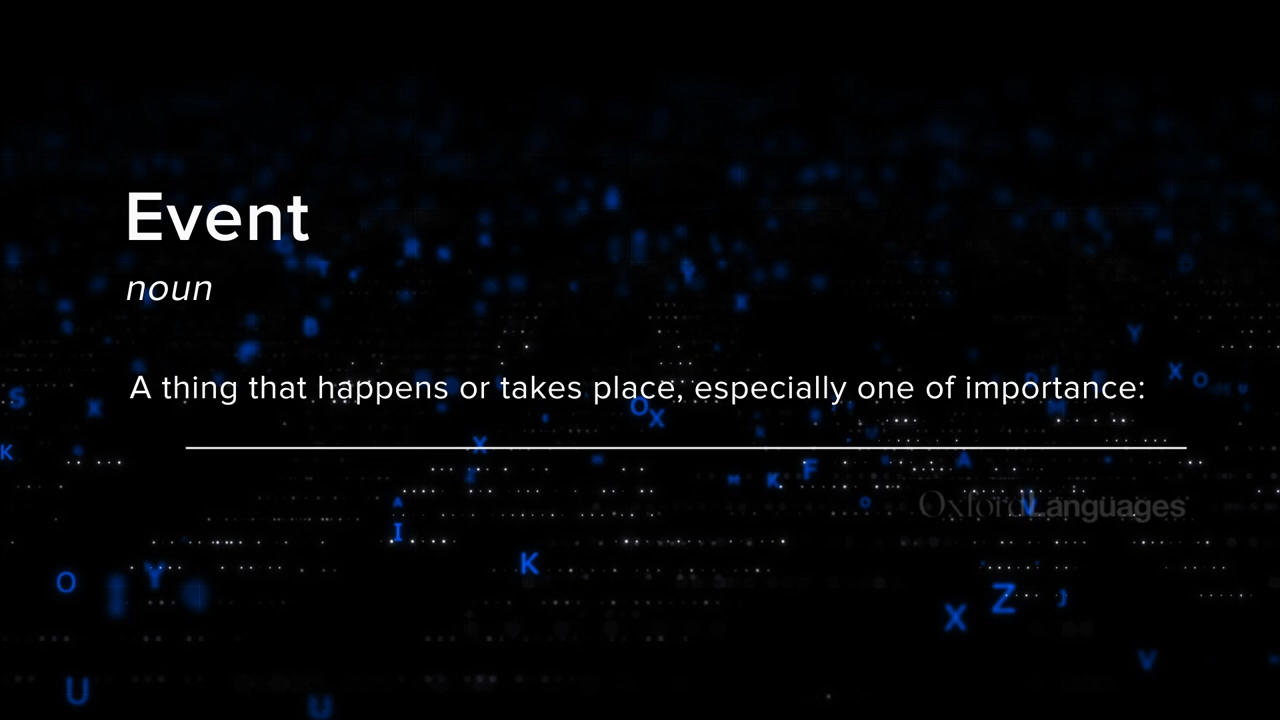 Event
noun
A thing that happens or takes place, especially one of importance:
Oxford Languages